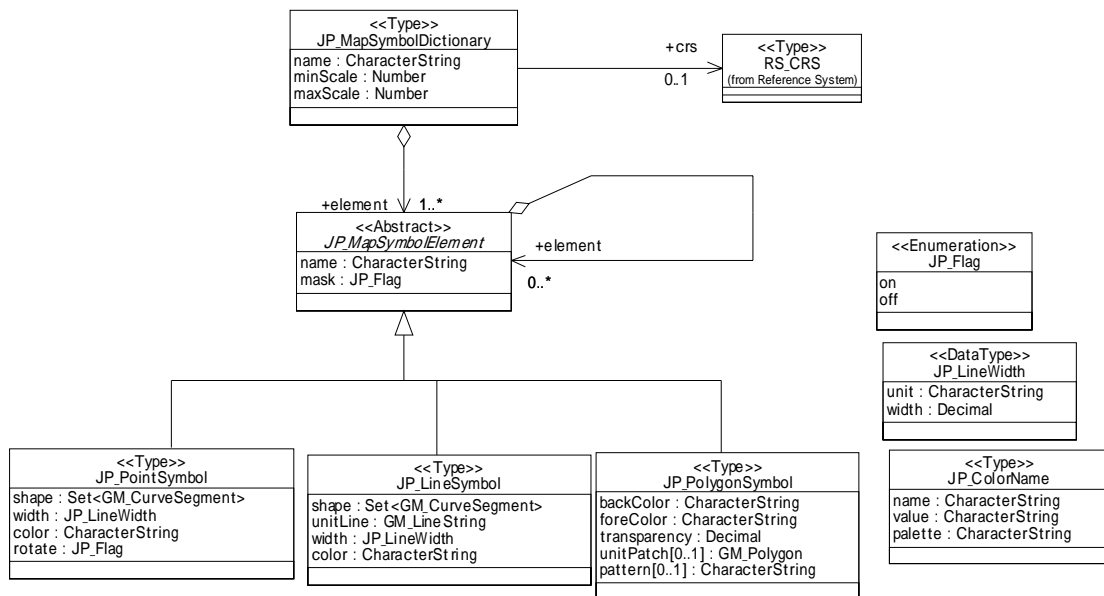 <<Type>>
JP_MapSymbolDictionary
name : CharacterString
minScale : Number
maxScale : Number
+crs
0..1
<<Type>>
RS_CRS
(from Reference System)
+element
1..*
<<Abstract>>
JP_MapSymbolElement
name : CharacterString
mask : JP_Flag
+element
0..*
<<Enumeration>>
JP_Flag
on
off
<<DataType>>
JP_LineWidth
unit : CharacterString
width : Decimal
<<Type>>
JP_PointSymbol
shape : Set<GM_CurveSegment>
width : JP_LineWidth
color : CharacterString
rotate : JP_Flag
<<Type>>
JP_LineSymbol
shape : Set<GM_CurveSegment>
unitLine : GM_LineString
width : JP_LineWidth
color : CharacterString
<<Type>>
JP_PolygonSymbol
backColor : CharacterString
foreColor : CharacterString
transparency : Decimal
unitPatch[0..1] : GM_Polygon
pattern[0..1] : CharacterString
<<Type>>
JP_ColorName
name : CharacterString
value : CharacterString
palette : CharacterString